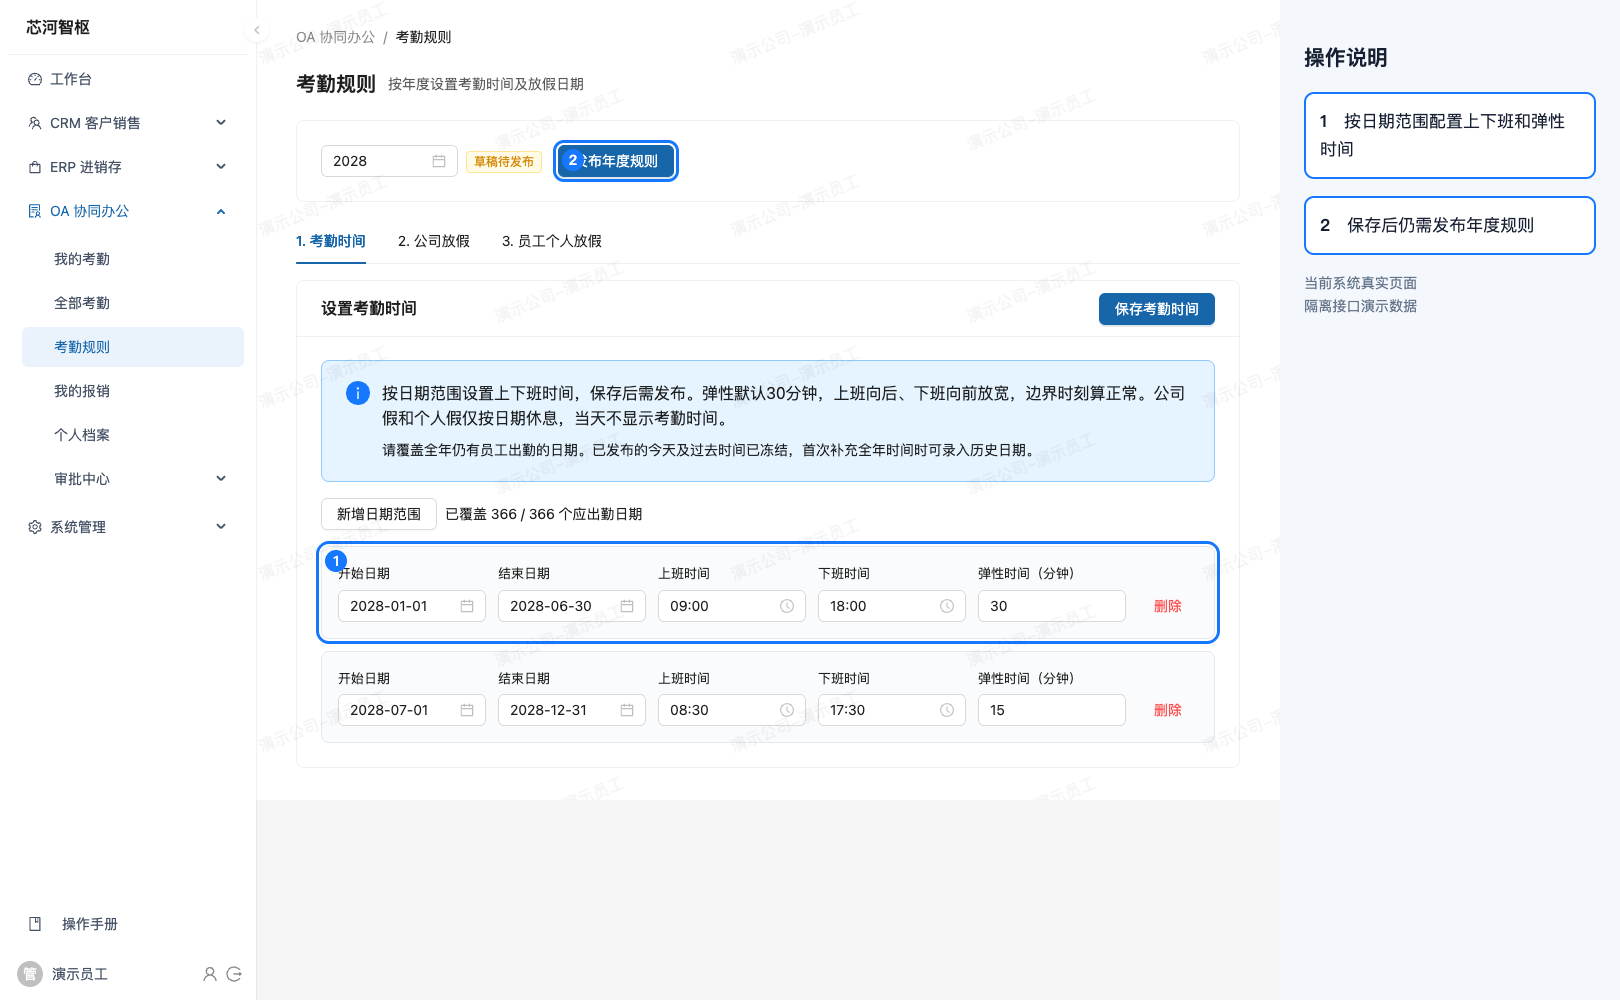 芯河智枢
工作台
CRM 客户销售
ERP 进销存
OA 协同办公
我的考勤
全部考勤
考勤规则
我的报销
个人档案
审批中心
系统管理
操作手册
管 演示员工
OA 协同办公 / 考勤规则
考勤规则 按年度设置考勤时间及放假日期
2028 草稿待发布 2 发布年度规则
1. 考勤时间 2. 公司放假 3. 员工个人放假
设置考勤时间 保存考勤时间
按日期范围设置上下班时间，保存后需发布。弹性默认30分钟，上班向后、下班向前放宽，边界时刻算正常。公司
假和个人假仅按日期休息，当天不显示考勤时间。
请覆盖全年仍有员工出勤的日期。已发布的今天及过去时间已冻结，首次补充全年时间时可录入历史日期。
新增日期范围 已覆盖 366 / 366 个应出勤日期
1
开始日期 结束日期 上班时间 下班时间 弹性时间（分钟）
2028-01-01 2028-06-30 09:00 18:00 30 删除
开始日期 结束日期 上班时间 下班时间 弹性时间（分钟）
2028-07-01 2028-12-31 08:30 17:30 15 删除
演示公司-演示员工
操作说明
1 按日期范围配置上下班和弹性
时间
2 保存后仍需发布年度规则
当前系统真实页面
隔离接口演示数据